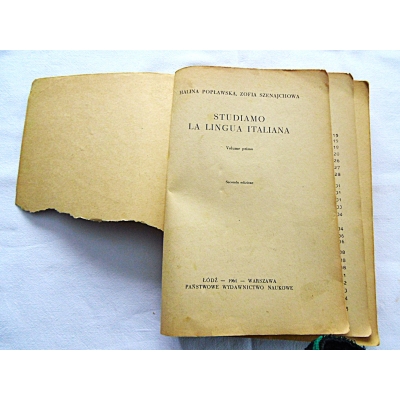 HALINA POPŁAWSKA, ZOFIA SZENAJCHOWA
STUDIAMO
LA LINGUA ITALIANA
Volume primo
Seconda edizione
ŁÓDŹ — 1961 — WARSZAWA
PAŃSTWOWE WYDAWNICTWO NAUKOWE